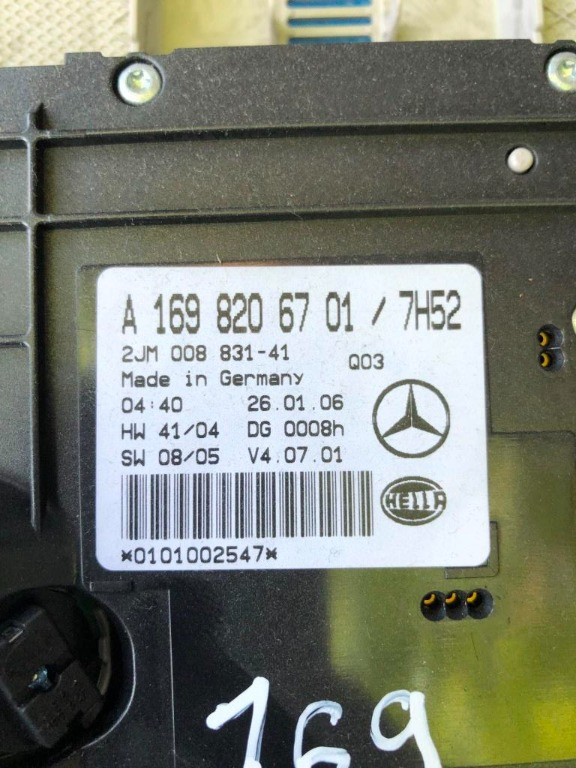 A 169 820 67 01 / 7H52
2JM 008 831-41 Q03
Made in Germany
04:40 26.01.06
HW 41/04 DG 0008h
SW 08/05 V4.07.01
HELLA
*0101002547*
169